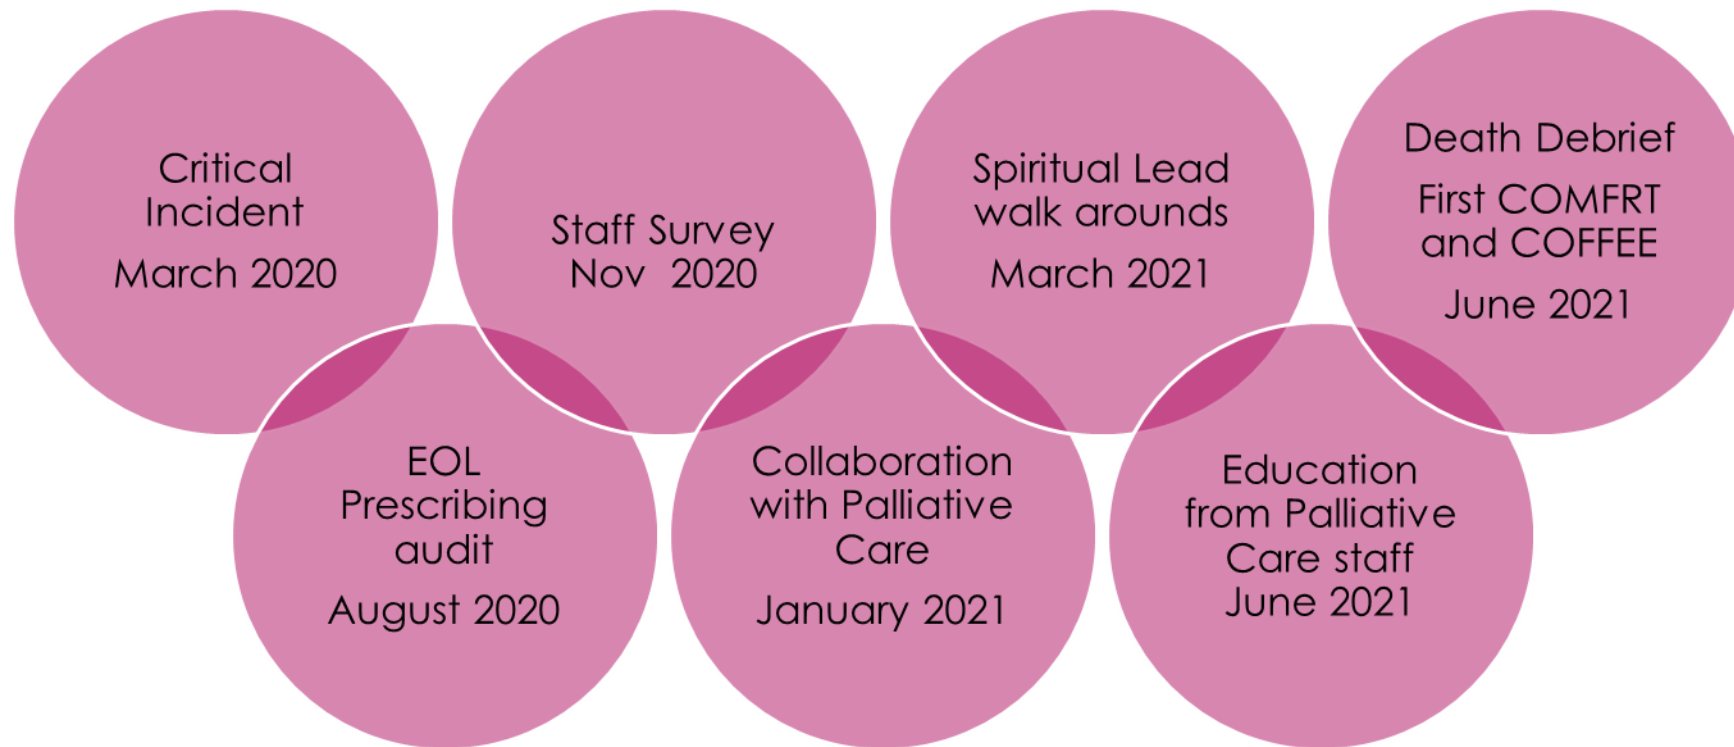 Critical
Incident
March 2020
EOL
Prescribing
audit
August 2020
Staff Survey
Nov  2020
Collaboration
with Palliative
Care
January 2021
Spiritual Lead
walk arounds
March 2021
Education
from Palliative
Care staff
June 2021
Death Debrief
First COMFRT
and COFFEE
June 2021